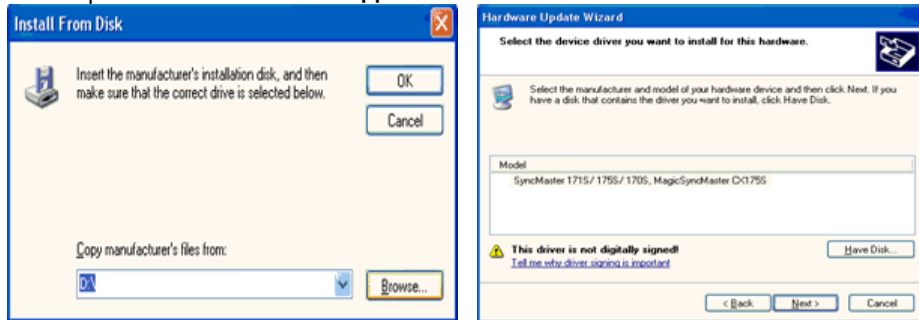 Install From Disk
Insert the manufacturer's installation disk, and then
make sure that the correct drive is selected below.
OK
Cancel
Copy manufacturer's files from:
D:\
Browse...
Hardware Update Wizard
Select the device driver you want to install for this hardware.
Select the manufacturer and model of your hardware device and then click Next. If you
have a disk that contains the driver you want to install, click Have Disk.
Model
SyncMaster 171S/ 175S/ 170S, MagicSyncMaster CX175S
This driver is not digitally signed!
Tell me why driver signing is important
Have Disk...
< Back
Next >
Cancel